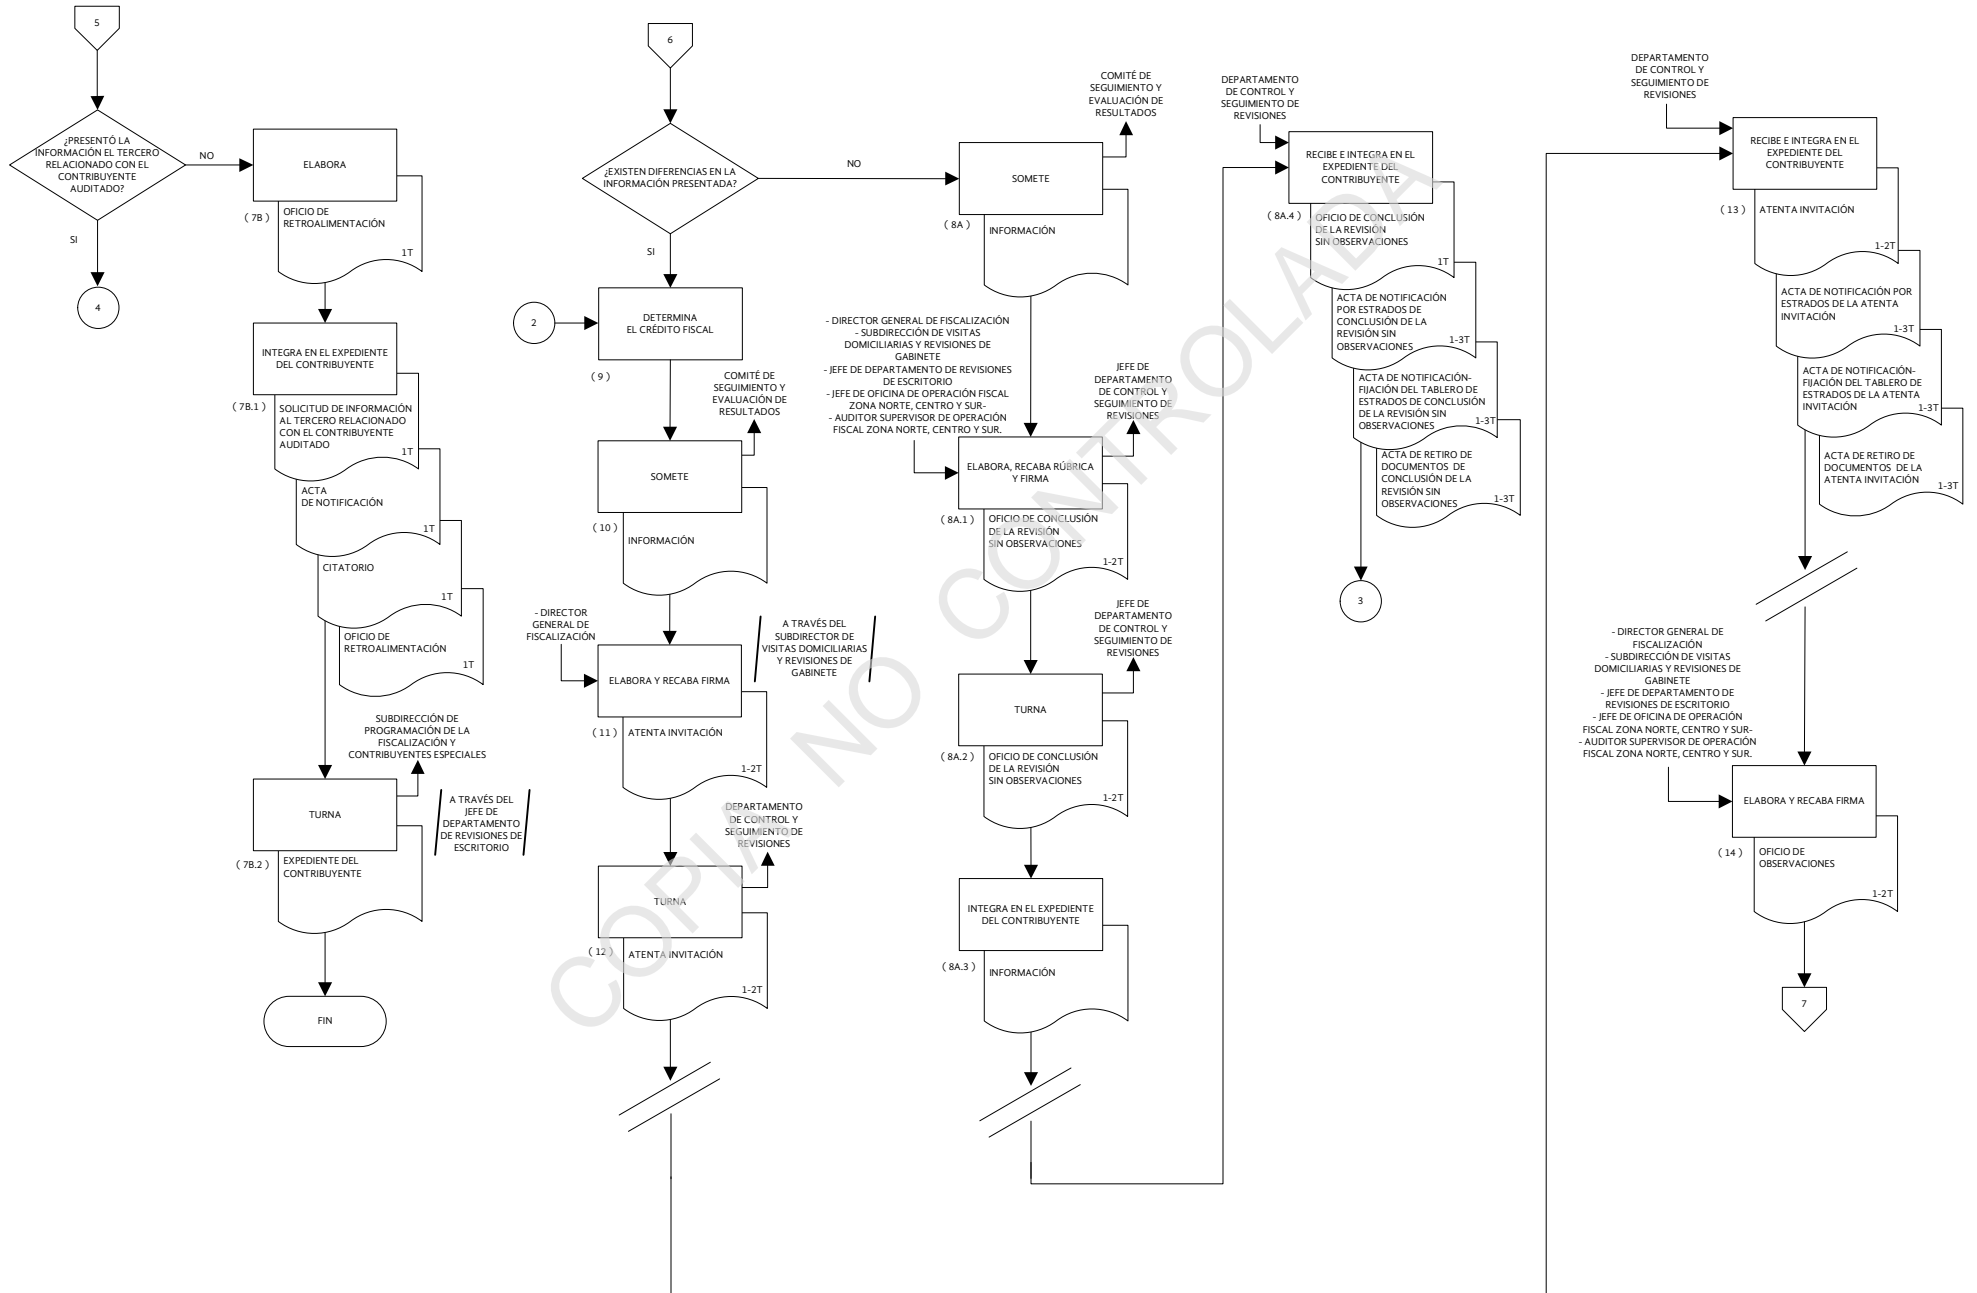 5
¿PRESENTÓ LA
INFORMACIÓN EL TERCERO
RELACIONADO CON EL
CONTRIBUYENTE
AUDITADO?
NO
SI
4
ELABORA
( 7B )
OFICIO DE
RETROALIMENTACIÓN
1T
INTEGRA EN EL EXPEDIENTE
DEL CONTRIBUYENTE
( 7B.1 )
SOLICITUD DE INFORMACIÓN
AL TERCERO RELACIONADO
CON EL CONTRIBUYENTE
AUDITADO
1T
ACTA
DE NOTIFICACIÓN
1T
CITATORIO
1T
OFICIO DE
RETROALIMENTACIÓN
1T
SUBDIRECCIÓN DE
PROGRAMACIÓN DE LA
FISCALIZACIÓN Y
CONTRIBUYENTES ESPECIALES
TURNA
A TRAVÉS DEL
JEFE DE
DEPARTAMENTO
DE REVISIONES DE
ESCRITORIO
( 7B.2 )
EXPEDIENTE DEL
CONTRIBUYENTE
FIN
6
¿EXISTEN DIFERENCIAS EN LA
INFORMACIÓN PRESENTADA?
NO
SI
2
DETERMINA
EL CRÉDITO FISCAL
( 9 )
COMITÉ DE
SEGUIMIENTO Y
EVALUACIÓN DE
RESULTADOS
SOMETE
( 10 )
INFORMACIÓN
- DIRECTOR
GENERAL DE
FISCALIZACIÓN
A TRAVÉS DEL
SUBDIRECTOR DE
VISITAS DOMICILIARIAS
Y REVISIONES DE
GABINETE
ELABORA Y RECABA FIRMA
( 11 )
ATENTA INVITACIÓN
1-2T
DEPARTAMENTO
DE CONTROL Y
SEGUIMIENTO DE
REVISIONES
TURNA
( 12 )
ATENTA INVITACIÓN
1-2T
COMITÉ DE
SEGUIMIENTO Y
EVALUACIÓN DE
RESULTADOS
SOMETE
( 8A )
INFORMACIÓN
- DIRECTOR GENERAL DE FISCALIZACIÓN
- SUBDIRECCIÓN DE VISITAS
DOMICILIARIAS Y REVISIONES DE
GABINETE
- JEFE DE DEPARTAMENTO DE REVISIONES
DE ESCRITORIO
- JEFE DE OFICINA DE OPERACIÓN FISCAL
ZONA NORTE, CENTRO Y SUR-
- AUDITOR SUPERVISOR DE OPERACIÓN
FISCAL ZONA NORTE, CENTRO Y SUR.
JEFE DE
DEPARTAMENTO
DE CONTROL Y
SEGUIMIENTO DE
REVISIONES
ELABORA, RECABA RÚBRICA
Y FIRMA
( 8A.1 )
OFICIO DE CONCLUSIÓN
DE LA REVISIÓN
SIN OBSERVACIONES
1-2T
JEFE DE
DEPARTAMENTO
DE CONTROL Y
SEGUIMIENTO DE
REVISIONES
TURNA
( 8A.2 )
OFICIO DE CONCLUSIÓN
DE LA REVISIÓN
SIN OBSERVACIONES
1-2T
INTEGRA EN EL EXPEDIENTE
DEL CONTRIBUYENTE
( 8A.3 )
INFORMACIÓN
DEPARTAMENTO
DE CONTROL Y
SEGUIMIENTO DE
REVISIONES
RECIBE E INTEGRA EN EL
EXPEDIENTE DEL
CONTRIBUYENTE
( 8A.4 )
OFICIO DE CONCLUSIÓN
DE LA REVISIÓN
SIN OBSERVACIONES
1T
ACTA DE NOTIFICACIÓN
POR ESTRADOS DE
CONCLUSIÓN DE LA
REVISIÓN SIN
OBSERVACIONES
1-3T
ACTA DE NOTIFICACIÓN-
FIJACIÓN DEL TABLERO DE
ESTRADOS DE CONCLUSIÓN
DE LA REVISIÓN SIN
OBSERVACIONES
1-3T
ACTA DE RETIRO DE
DOCUMENTOS DE
CONCLUSIÓN DE LA
REVISIÓN SIN
OBSERVACIONES
1-3T
3
DEPARTAMENTO
DE CONTROL Y
SEGUIMIENTO DE
REVISIONES
RECIBE E INTEGRA EN EL
EXPEDIENTE DEL
CONTRIBUYENTE
( 13 )
ATENTA INVITACIÓN
1-2T
ACTA DE NOTIFICACIÓN POR
ESTRADOS DE LA ATENTA
INVITACIÓN
1-3T
ACTA DE NOTIFICACIÓN-
FIJACIÓN DEL TABLERO DE
ESTRADOS DE LA ATENTA
INVITACIÓN
1-3T
ACTA DE RETIRO DE
DOCUMENTOS DE LA
ATENTA INVITACIÓN
1-3T
- DIRECTOR GENERAL DE
FISCALIZACIÓN
- SUBDIRECCIÓN DE VISITAS
DOMICILIARIAS Y REVISIONES DE
GABINETE
- JEFE DE DEPARTAMENTO DE
REVISIONES DE ESCRITORIO
- JEFE DE OFICINA DE OPERACIÓN
FISCAL ZONA NORTE, CENTRO Y SUR-
- AUDITOR SUPERVISOR DE OPERACIÓN
FISCAL ZONA NORTE, CENTRO Y SUR.
ELABORA Y RECABA FIRMA
( 14 )
OFICIO DE
OBSERVACIONES
1-2T
7
COPIA NO CONTROLADA